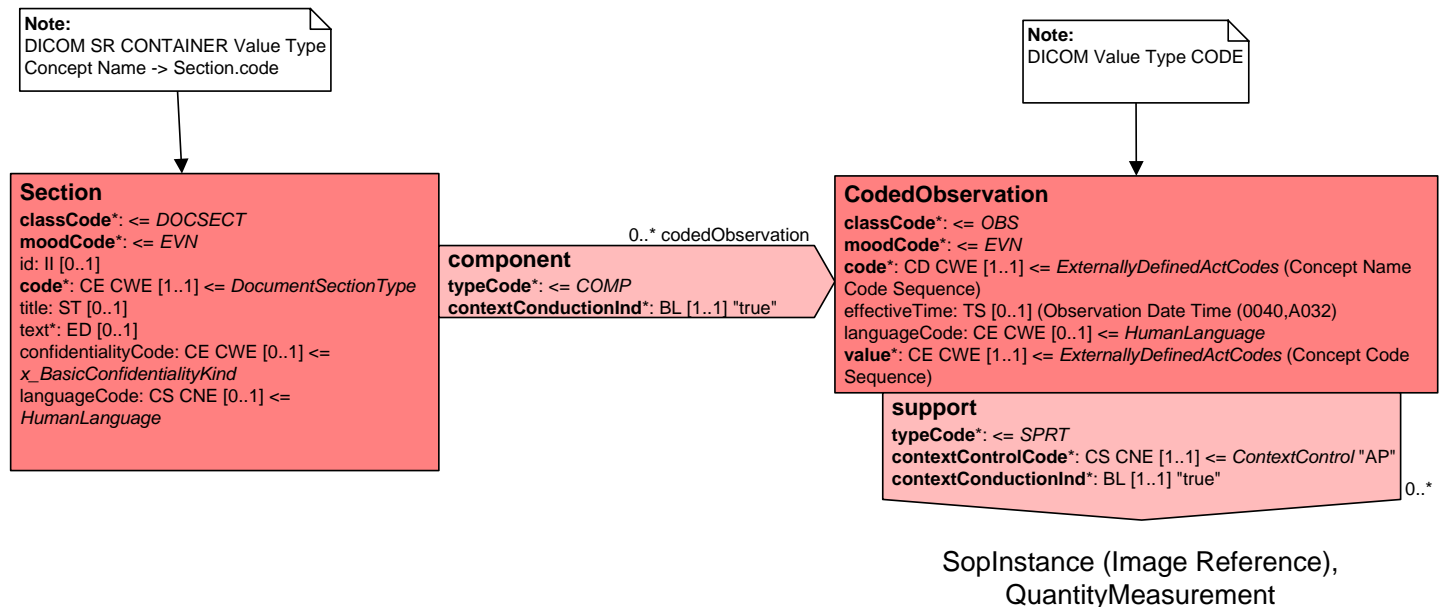 Note:
DICOM SR CONTAINER Value Type
Concept Name -> Section.code
Note:
DICOM Value Type CODE
Section
classCode*: <= DOCSECT
moodCode*: <= EVN
id: II [0..1]
code*: CE CWE [1..1] <= DocumentSectionType
title: ST [0..1]
text*: ED [0..1]
confidentialityCode: CE CWE [0..1] <=
x_BasicConfidentialityKind
languageCode: CS CNE [0..1] <=
HumanLanguage
0..* codedObservation
component
typeCode*: <= COMP
contextConductionInd*: BL [1..1] "true"
CodedObservation
classCode*: <= OBS
moodCode*: <= EVN
code*: CD CWE [1..1] <= ExternallyDefinedActCodes (Concept Name
Code Sequence)
effectiveTime: TS [0..1] (Observation Date Time (0040,A032)
languageCode: CE CWE [0..1] <= HumanLanguage
value*: CE CWE [1..1] <= ExternallyDefinedActCodes (Concept Code
Sequence)
support
typeCode*: <= SPRT
contextControlCode*: CS CNE [1..1] <= ContextControl "AP"
contextConductionInd*: BL [1..1] "true"
0..*
SopInstance (Image Reference),
QuantityMeasurement